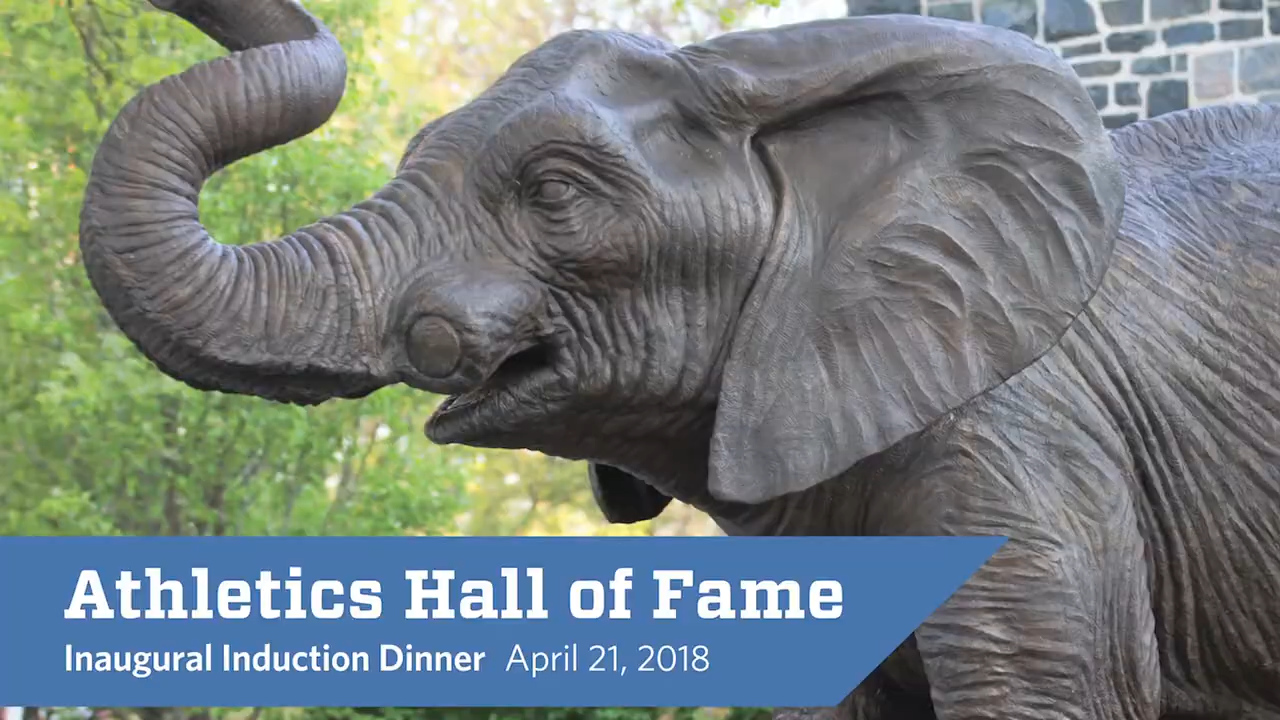 Athletics Hall of Fame
Inaugural Induction Dinner April 21, 2018